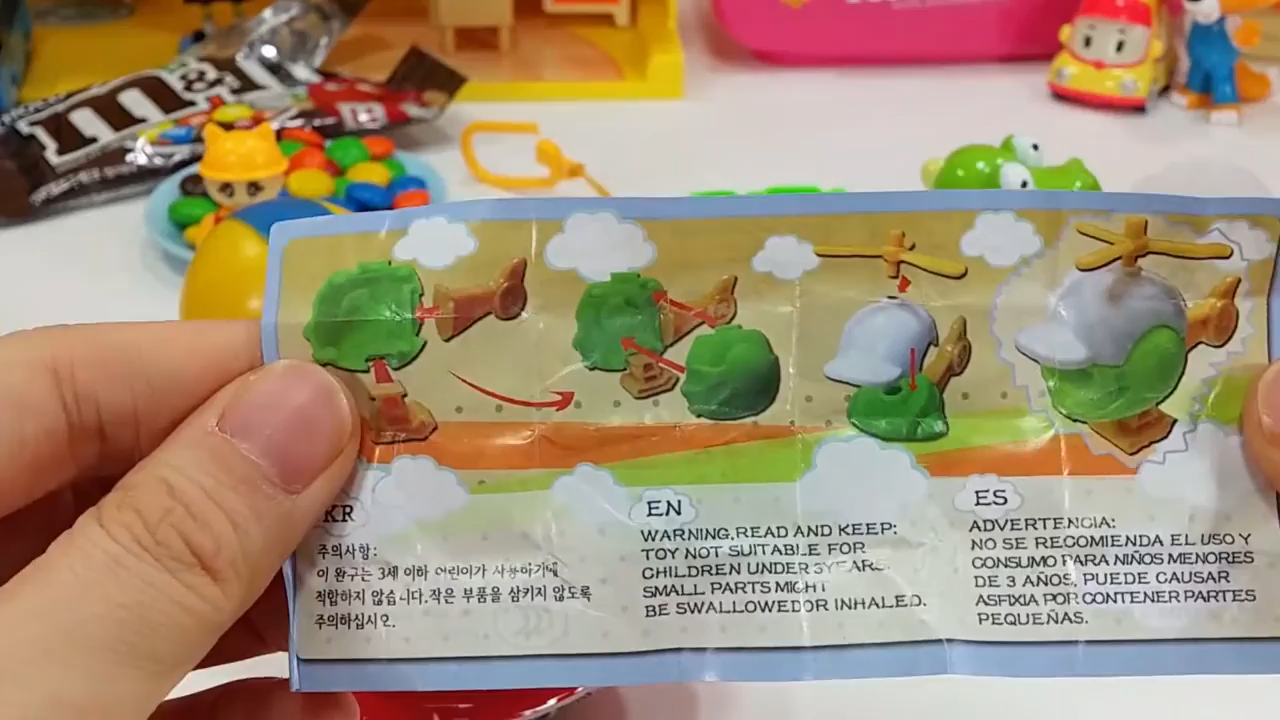 m&m's
m
KR
주의사항:
이 완구는 3세 이하 어린이가 사용하기에
적합하지 않습니다.작은 부품을 삼키지 않도록
주의하십시오.
EN
WARNING,READ AND KEEP:
TOY NOT SUITABLE FOR
CHILDREN UNDER 3YEARS.
SMALL PARTS MIGHT
BE SWALLOWEDOR INHALED.
ES
ADVERTENCIA:
NO SE RECOMIENDA EL USO Y
CONSUMO PARA NIÑOS MENORES
DE 3 AÑOS, PUEDE CAUSAR
ASFIXIA POR CONTENER PARTES
PEQUEÑAS.